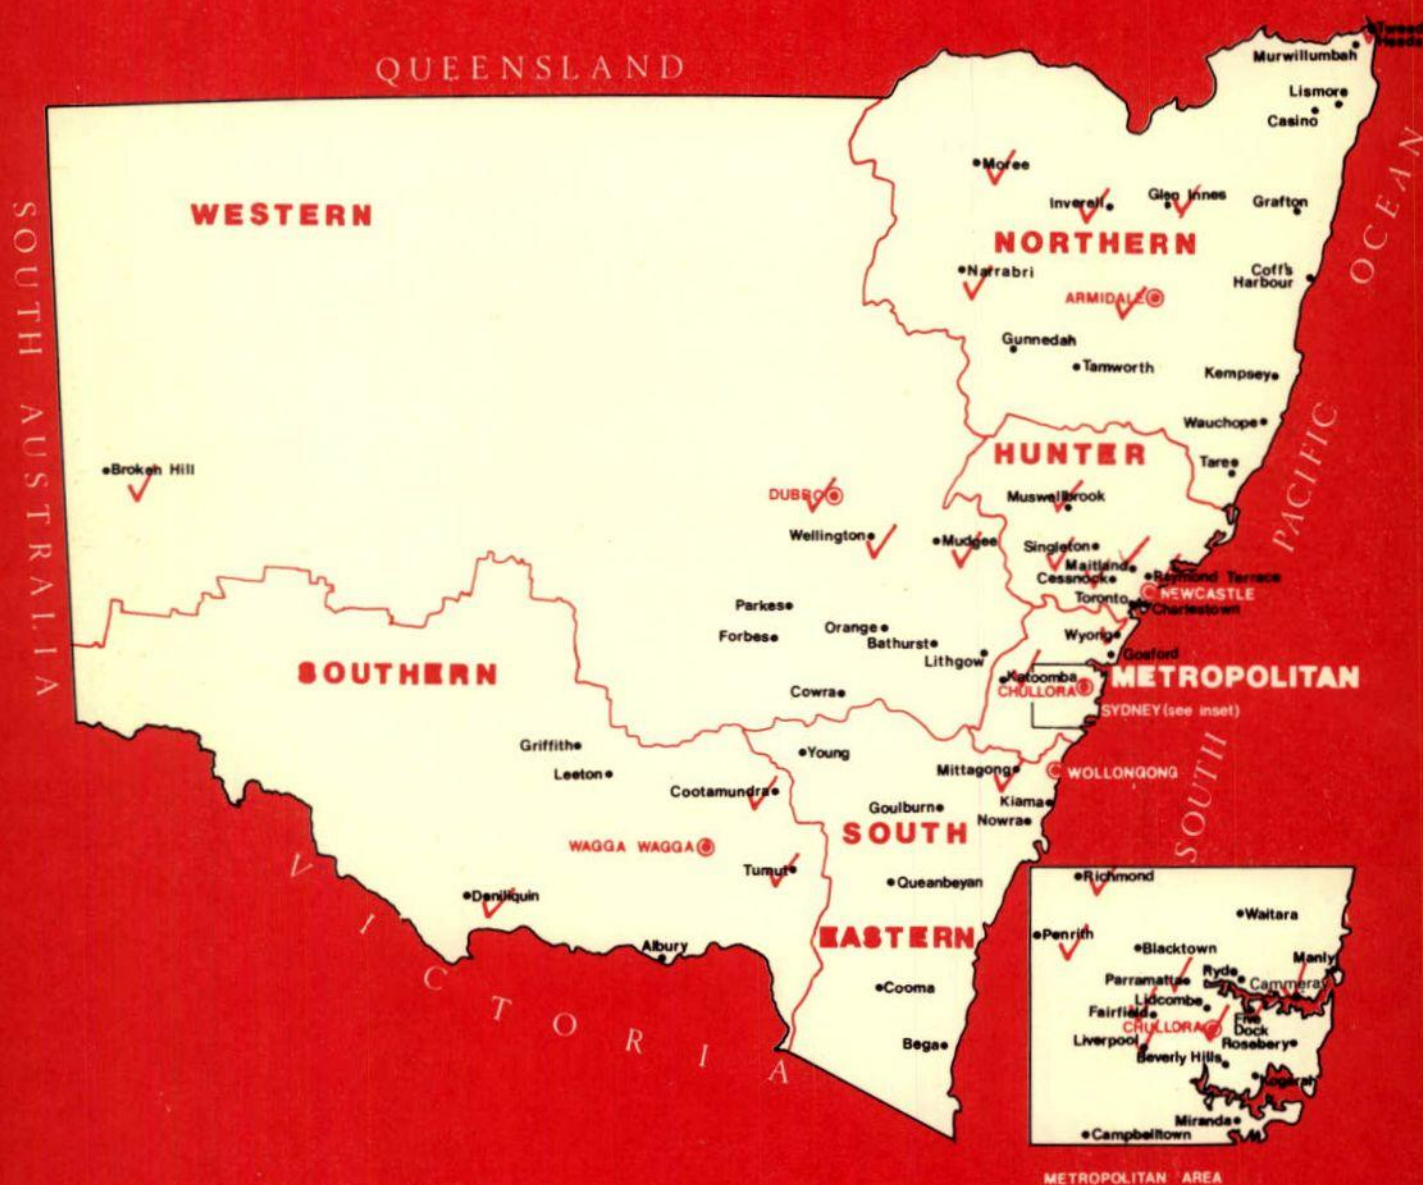 QUEENSLAND
Tweed
Heads
Murwillumbah
Lismore
Casino
SOUTH AUSTRALIA
WESTERN
Moree
Inverell
Glen Innes
Grafton
NORTHERN
Narrabri
Coff's
Harbour
ARMIDALE
Gunnedah
Tamworth
Kempsey
Wauchope
HUNTER
Taree
Broken Hill
DUBBO
Muswellbrook
Wellington
Mudgee
Singleton
Maitland
Cessnock
Raymond Terrace
Toronto
NEWCASTLE
Charlestown
Parkes
Forbes
Orange
Bathurst
Lithgow
Wyong
Gosford
SOUTHERN
Katoomba
CHULLORA
METROPOLITAN
SYDNEY (see inset)
Cowra
Griffith
Leeton
Young
Mittagong
WOLLONGONG
Cootamundra
Goulburn
Kiama
Nowra
SOUTH
EASTERN
WAGGA WAGGA
Tumut
Queanbeyan
Deniliquin
Albury
Cooma
Bega
VICTORIA
SOUTH PACIFIC OCEAN
Richmond
Waitara
Penrith
Blacktown
Manly
Parramatta
Ryde
Cammeray
Lidcombe
Fairfield
CHULLORA
Five
Dock
Liverpool
Rosebery
Beverly Hills
Kogarah
Miranda
Campbelltown
METROPOLITAN AREA